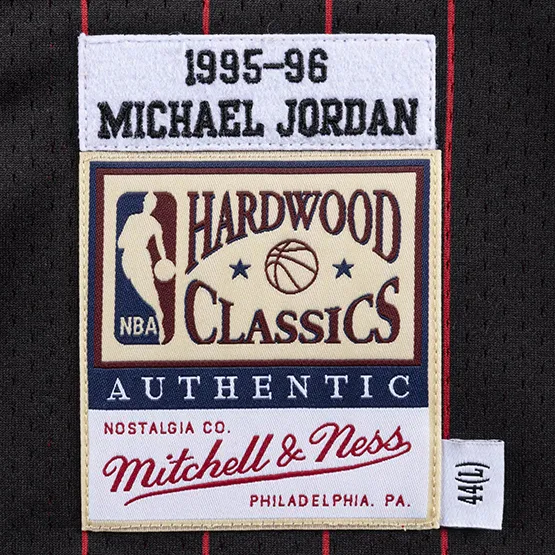 1995-96
MICHAEL JORDAN
HARDWOOD
CLASSICS
NBA
AUTHENTIC
NOSTALGIA CO.
Mitchell & Ness
PHILADELPHIA. PA.
44(L)